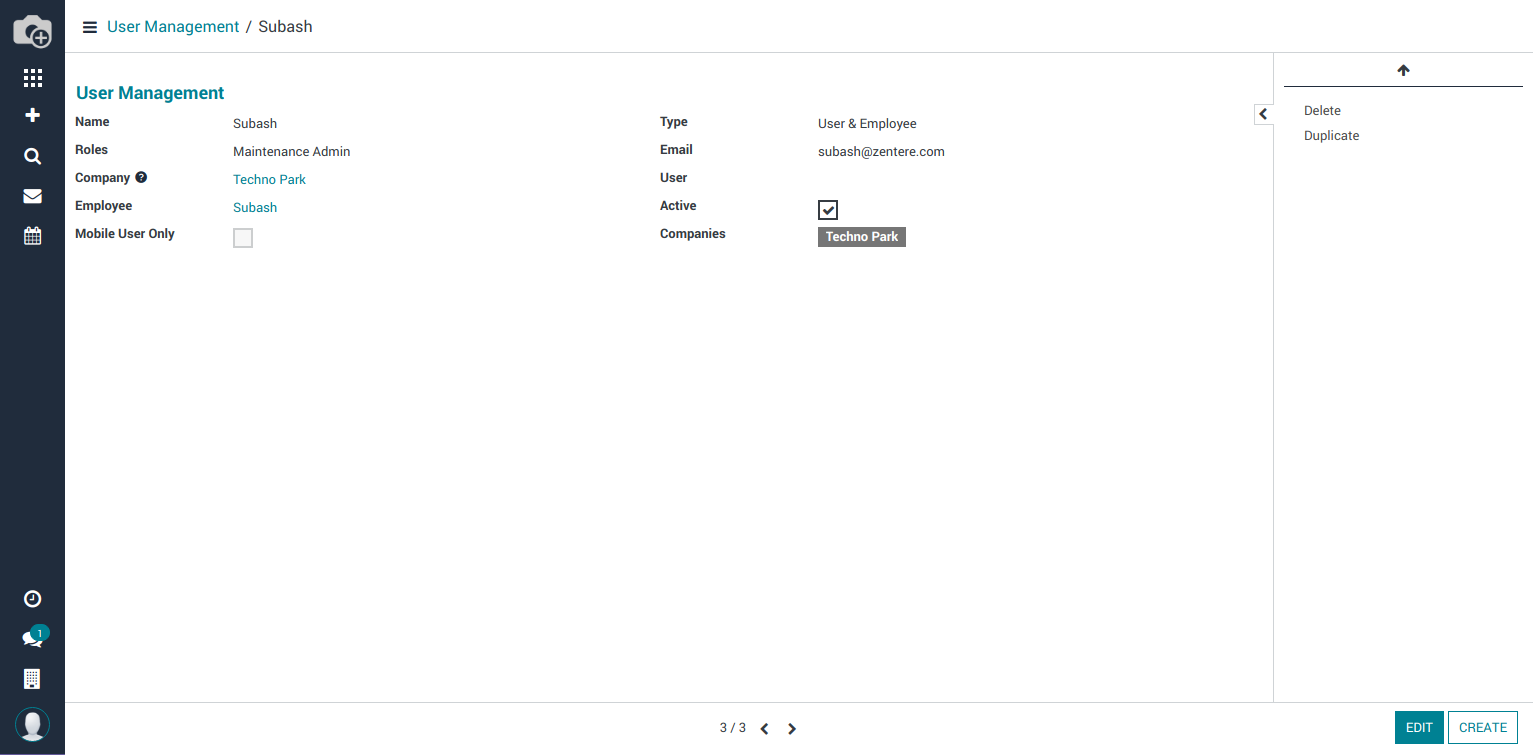 User Management / Subash
User Management
Name Subash
Type User & Employee
Roles Maintenance Admin
Email subash@zentere.com
Company Techno Park
User
Employee Subash
Active
Mobile User Only
Companies Techno Park
Delete
Duplicate
1
3 / 3
EDIT CREATE